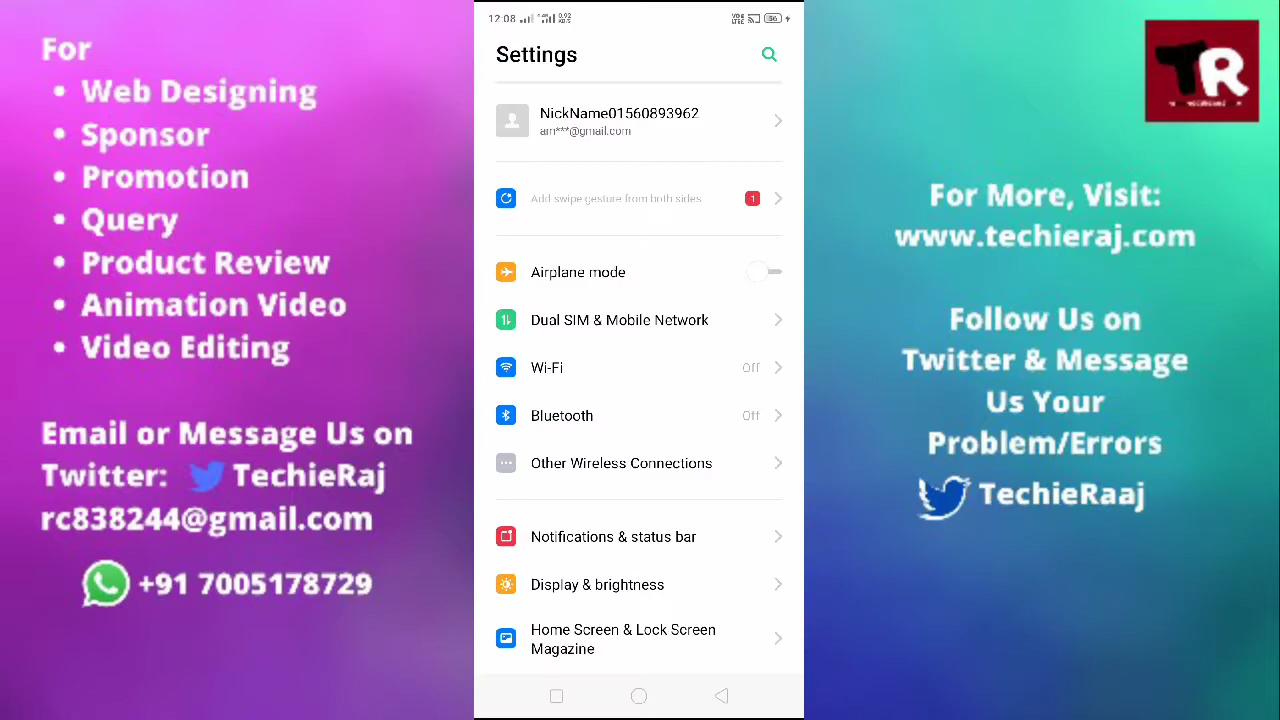 For
• Web Designing
• Sponsor
• Promotion
• Query
• Product Review
• Animation Video
• Video Editing
Email or Message Us on
Twitter: TechieRaj
rc838244@gmail.com
+91 7005178729
12:08
56
Settings
NickName01560893962
am***@gmail.com
Add swipe gesture from both sides 1
Airplane mode
Dual SIM & Mobile Network
Wi-Fi Off
Bluetooth Off
Other Wireless Connections
Notifications & status bar
Display & brightness
Home Screen & Lock Screen
Magazine
TR
For More, Visit:
www.techieraj.com
Follow Us on
Twitter & Message
Us Your
Problem/Errors
TechieRaaj